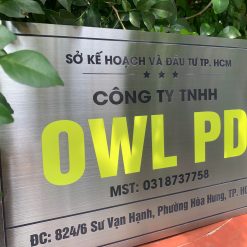 SỞ KẾ HOẠCH VÀ ĐẦU TƯ TP. HCM
CÔNG TY TNHH
OWL PD
MST: 0318737758
ĐC: 824/6 Sư Vạn Hạnh, Phường Hòa Hưng, TP. HC